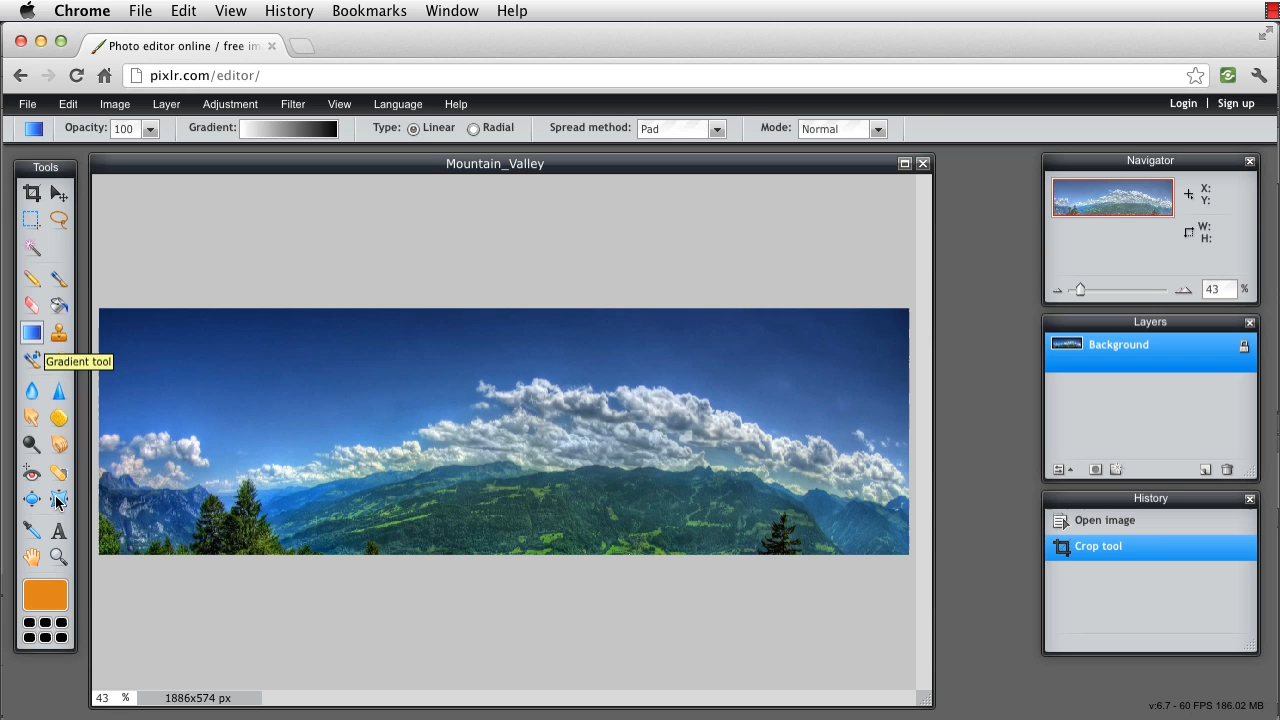 Chrome File Edit View History Bookmarks Window Help
Photo editor online / free im
pixlr.com/editor/
File Edit Image Layer Adjustment Filter View Language Help Login | Sign up
Opacity: 100 Gradient: Type: Linear Radial Spread method: Pad Mode: Normal
Tools
Mountain_Valley
Navigator
X:
Y:
W:
H:
43 %
Layers
Background
Gradient tool
History
Open image
Crop tool
A
43 % 1886x574 px
v:6.7 - 60 FPS 186.02 MB